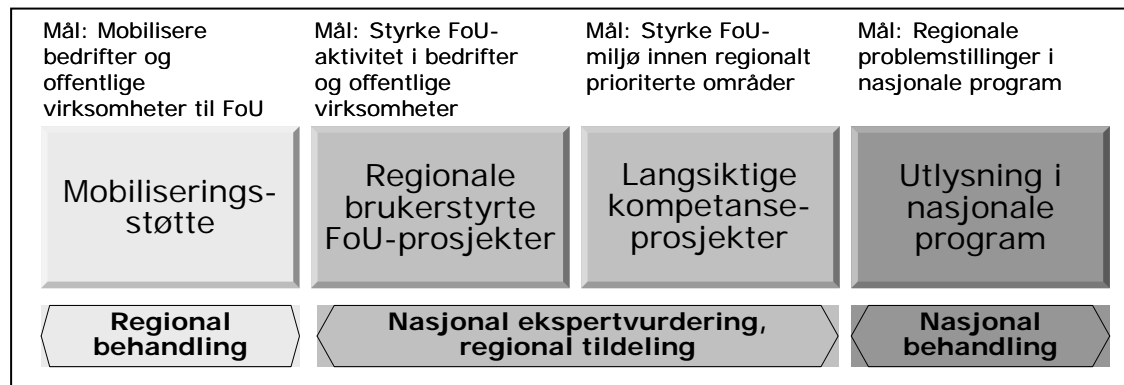 Mål: Mobilisere
bedrifter og
offentlige
virksomheter til FoU
Mål: Styrke FoU-
aktivitet i bedrifter
og offentlige
virksomheter
Mål: Styrke FoU-
miljø innen regionalt
prioriterte områder
Mål: Regionale
problemstillinger i
nasjonale program
Mobiliserings-
støtte
Regionale
brukerstyrte
FoU-prosjekter
Langsiktige
kompetanse-
prosjekter
Utlysning i
nasjonale
program
Regional
behandling
Nasjonal ekspertvurdering,
regional tildeling
Nasjonal
behandling